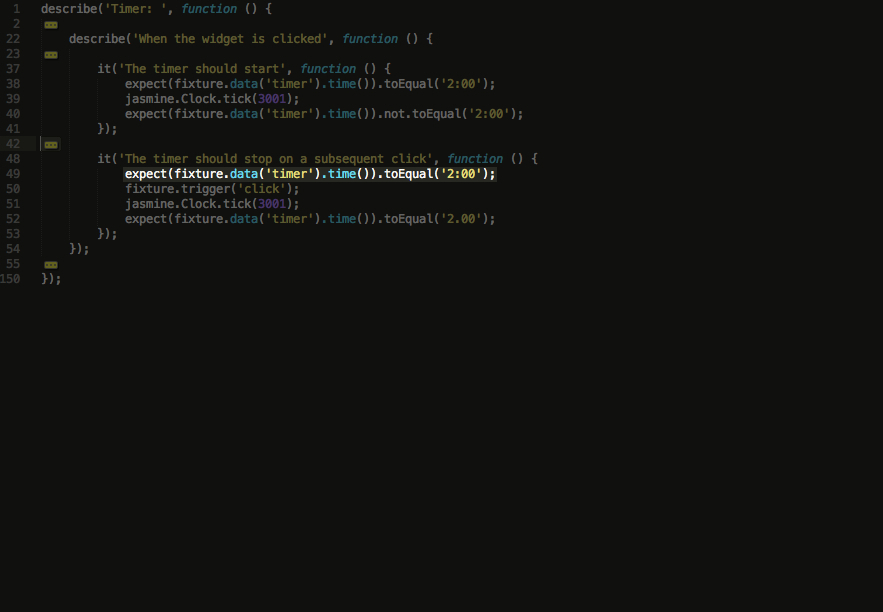 1 describe('Timer: ', function () {
2 ...
22 describe('When the widget is clicked', function () {
23 ...
37 it('The timer should start', function () {
38 expect(fixture.data('timer').time()).toEqual('2:00');
39 jasmine.Clock.tick(3001);
40 expect(fixture.data('timer').time()).not.toEqual('2:00');
41 });
42 ...
48 it('The timer should stop on a subsequent click', function () {
49 expect(fixture.data('timer').time()).toEqual('2:00');
50 fixture.trigger('click');
51 jasmine.Clock.tick(3001);
52 expect(fixture.data('timer').time()).toEqual('2.00');
53 });
54 });
55 ...
150 });